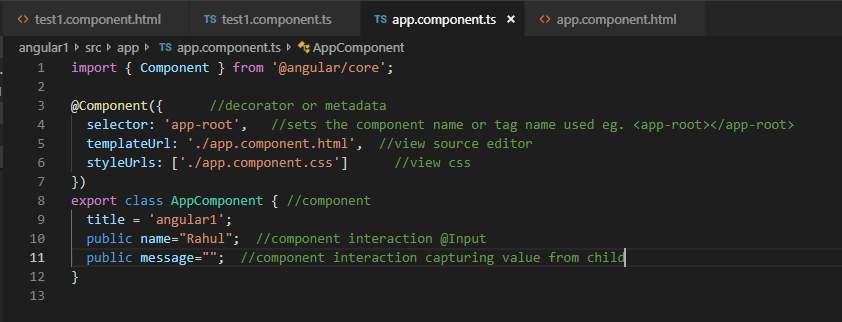 <> test1.component.html TS test1.component.ts TS app.component.ts × <> app.component.html
angular1 > src > app > TS app.component.ts > AppComponent
1 import { Component } from '@angular/core';
2
3 @Component({ //decorator or metadata
4 selector: 'app-root', //sets the component name or tag name used eg. <app-root></app-root>
5 templateUrl: './app.component.html', //view source editor
6 styleUrls: ['./app.component.css'] //view css
7 })
8 export class AppComponent { //component
9 title = 'angular1';
10 public name="Rahul"; //component interaction @Input
11 public message=""; //component interaction capturing value from child
12 }
13